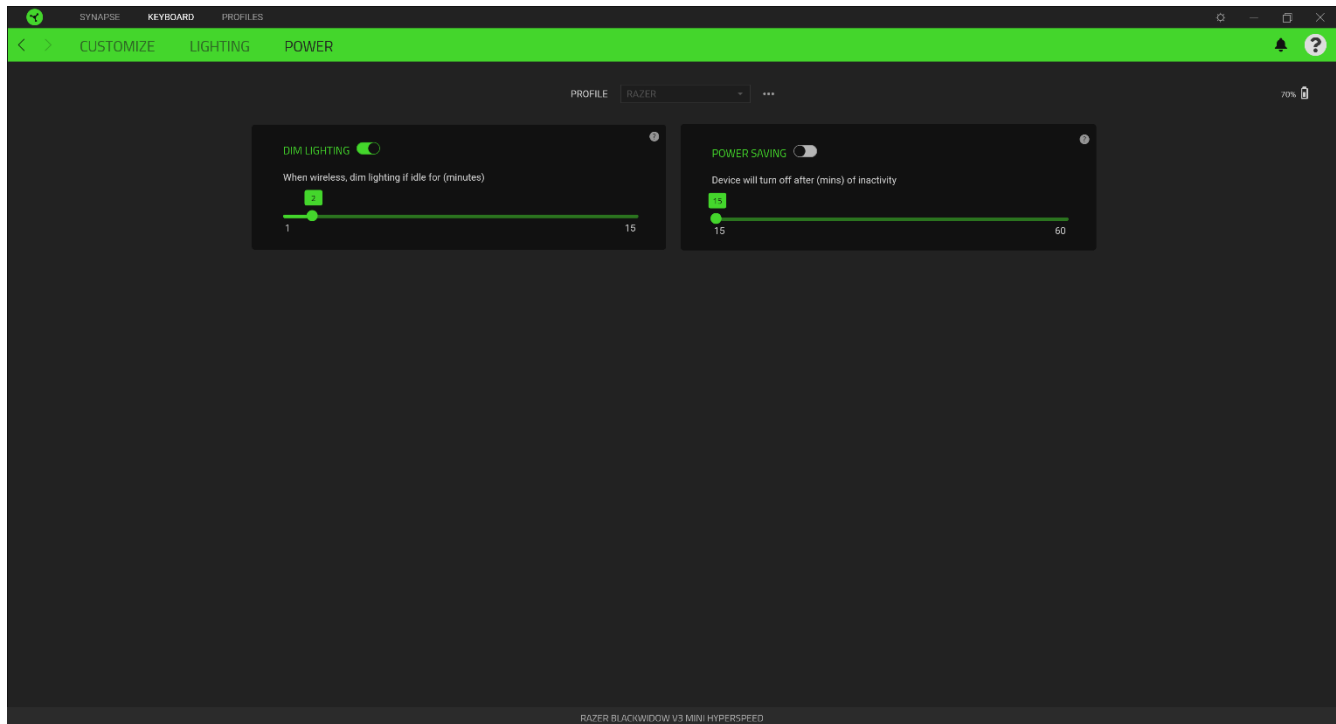 SYNAPSE KEYBOARD PROFILES
CUSTOMIZE LIGHTING POWER
?
PROFILE RAZER
70%
DIM LIGHTING
?
When wireless, dim lighting if idle for (minutes)
2
1 15
POWER SAVING
?
Device will turn off after (mins) of inactivity
15
15 60
RAZER BLACKWIDOW V3 MINI HYPERSPEED